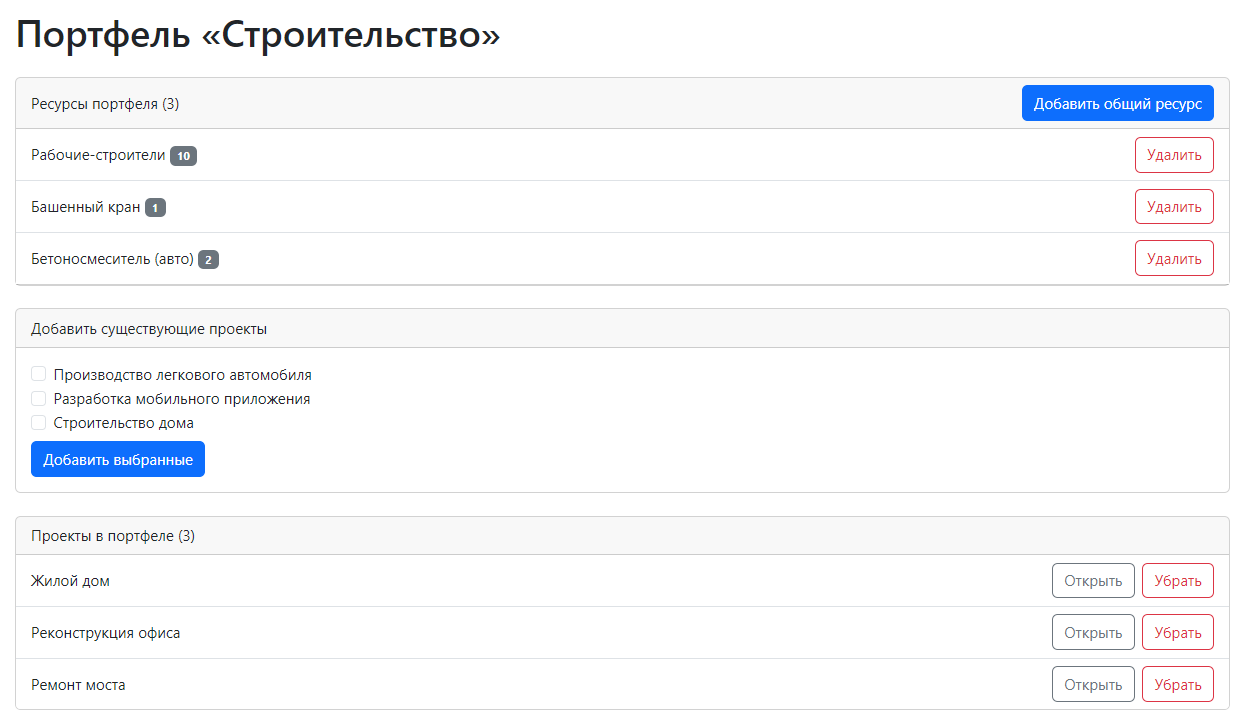 Портфель «Строительство»
Ресурсы портфеля (3) Добавить общий ресурс
Рабочие-строители 10 Удалить
Башенный кран 1 Удалить
Бетоносмеситель (авто) 2 Удалить
Добавить существующие проекты
Производство легкового автомобиля
Разработка мобильного приложения
Строительство дома
Добавить выбранные
Проекты в портфеле (3)
Жилой дом Открыть Убрать
Реконструкция офиса Открыть Убрать
Ремонт моста Открыть Убрать